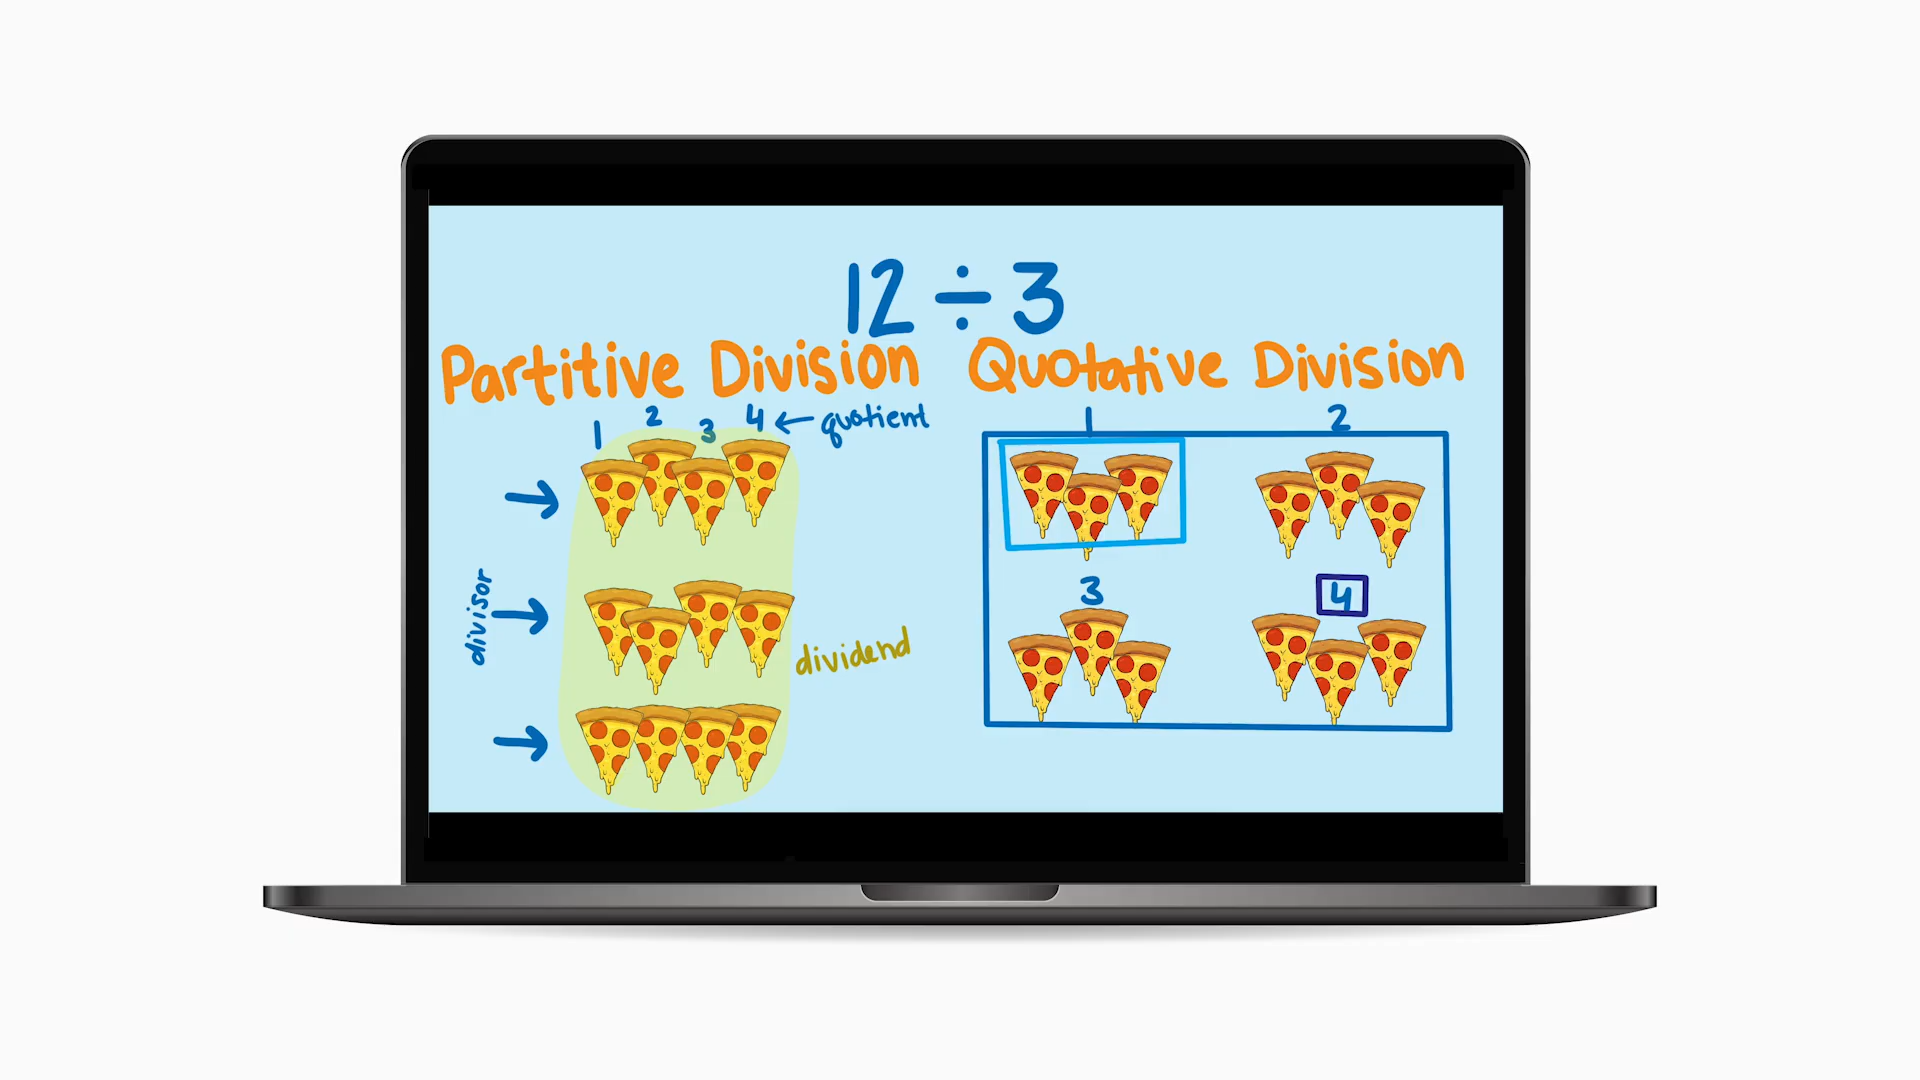 12 ÷ 3
Partitive Division
1 2 3 4 ← quotient
divisor
dividend
Quotative Division
1 2
3 4